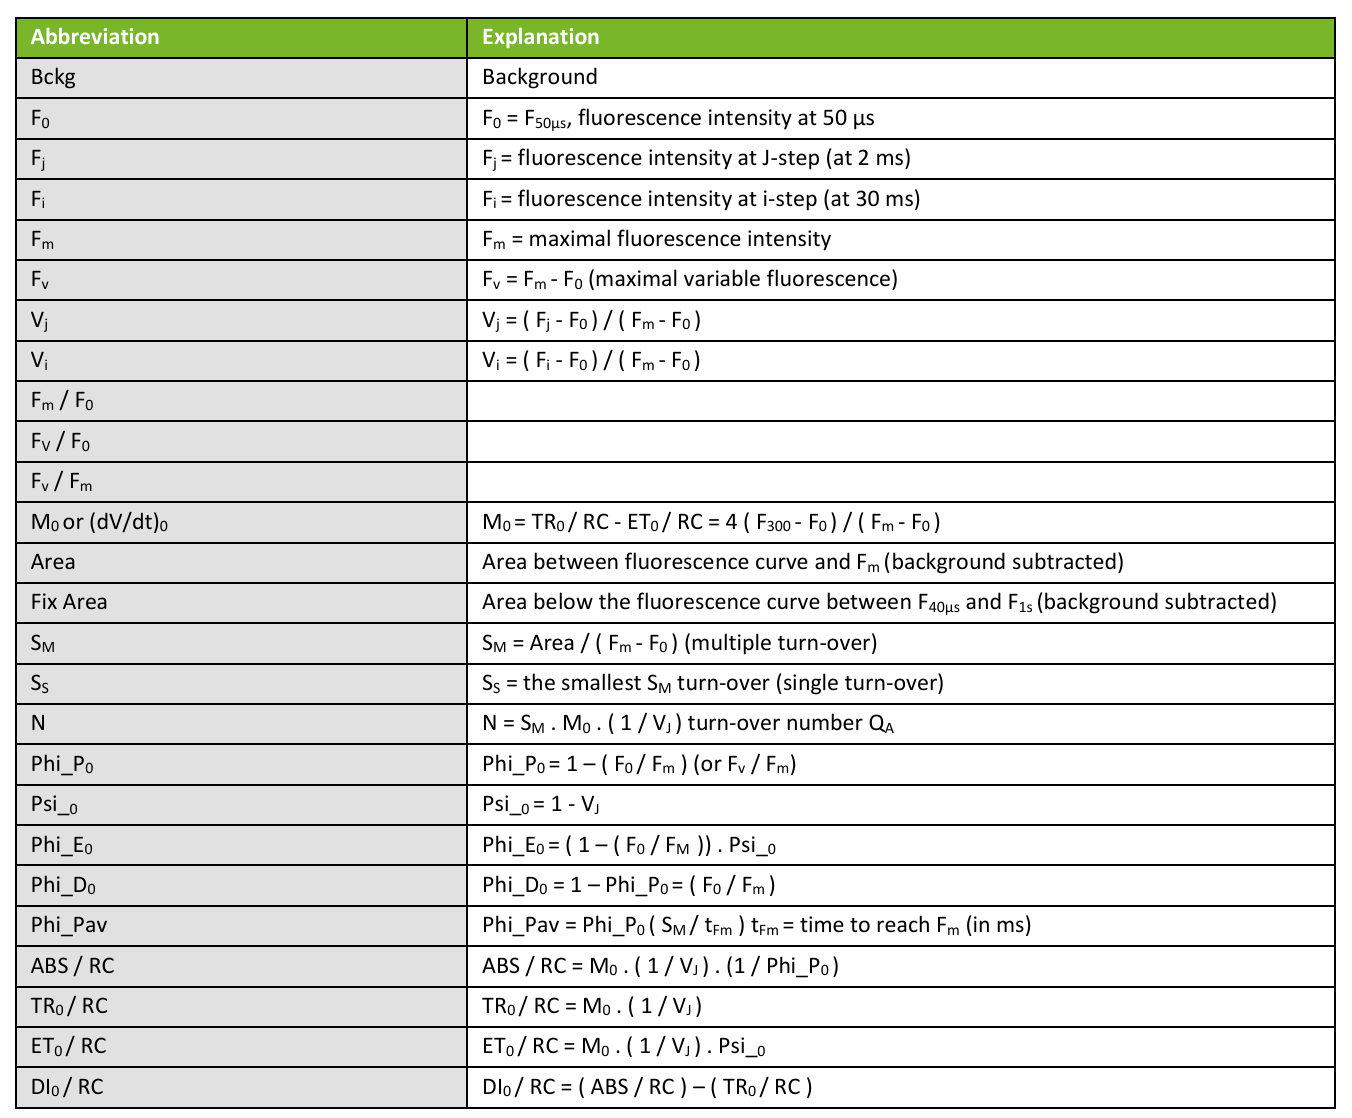 Abbreviation Explanation
Bckg Background
F₀ F₀ = F₅₀µs, fluorescence intensity at 50 µs
Fj Fj = fluorescence intensity at J-step (at 2 ms)
Fi Fi = fluorescence intensity at i-step (at 30 ms)
Fm Fm = maximal fluorescence intensity
Fv Fv = Fm - F₀ (maximal variable fluorescence)
Vj Vj = ( Fj - F₀ ) / ( Fm - F₀ )
Vi Vi = ( Fi - F₀ ) / ( Fm - F₀ )
Fm / F₀
FV / F₀
Fv / Fm
M₀ or (dV/dt)₀ M₀ = TR₀ / RC - ET₀ / RC = 4 ( F₃₀₀ - F₀ ) / ( Fm - F₀ )
Area Area between fluorescence curve and Fm (background subtracted)
Fix Area Area below the fluorescence curve between F₄₀µs and F₁s (background subtracted)
SM SM = Area / ( Fm - F₀ ) (multiple turn-over)
SS SS = the smallest SM turn-over (single turn-over)
N N = SM . M₀ . ( 1 / VJ ) turn-over number QA
Phi_P₀ Phi_P₀ = 1 – ( F₀ / Fm ) (or Fv / Fm)
Psi_₀ Psi_₀ = 1 - VJ
Phi_E₀ Phi_E₀ = ( 1 – ( F₀ / FM )) . Psi_₀
Phi_D₀ Phi_D₀ = 1 – Phi_P₀ = ( F₀ / Fm )
Phi_Pav Phi_Pav = Phi_P₀ ( SM / tFm ) tFm = time to reach Fm (in ms)
ABS / RC ABS / RC = M₀ . ( 1 / VJ ) . (1 / Phi_P₀ )
TR₀ / RC TR₀ / RC = M₀ . ( 1 / VJ )
ET₀ / RC ET₀ / RC = M₀ . ( 1 / VJ ) . Psi_₀
DI₀ / RC DI₀ / RC = ( ABS / RC ) – ( TR₀ / RC )